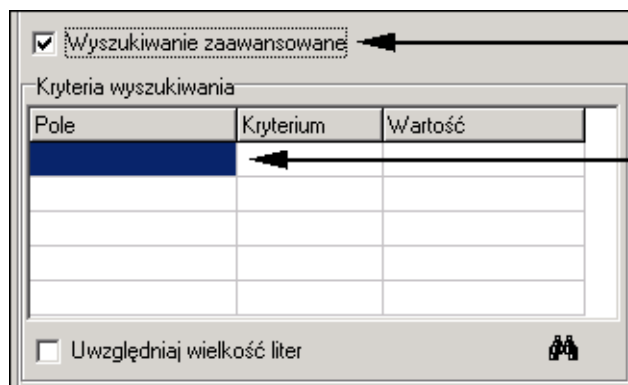 Wyszukiwanie zaawansowane
Kryteria wyszukiwania
Pole Kryterium Wartość
Uwzględniaj wielkość liter